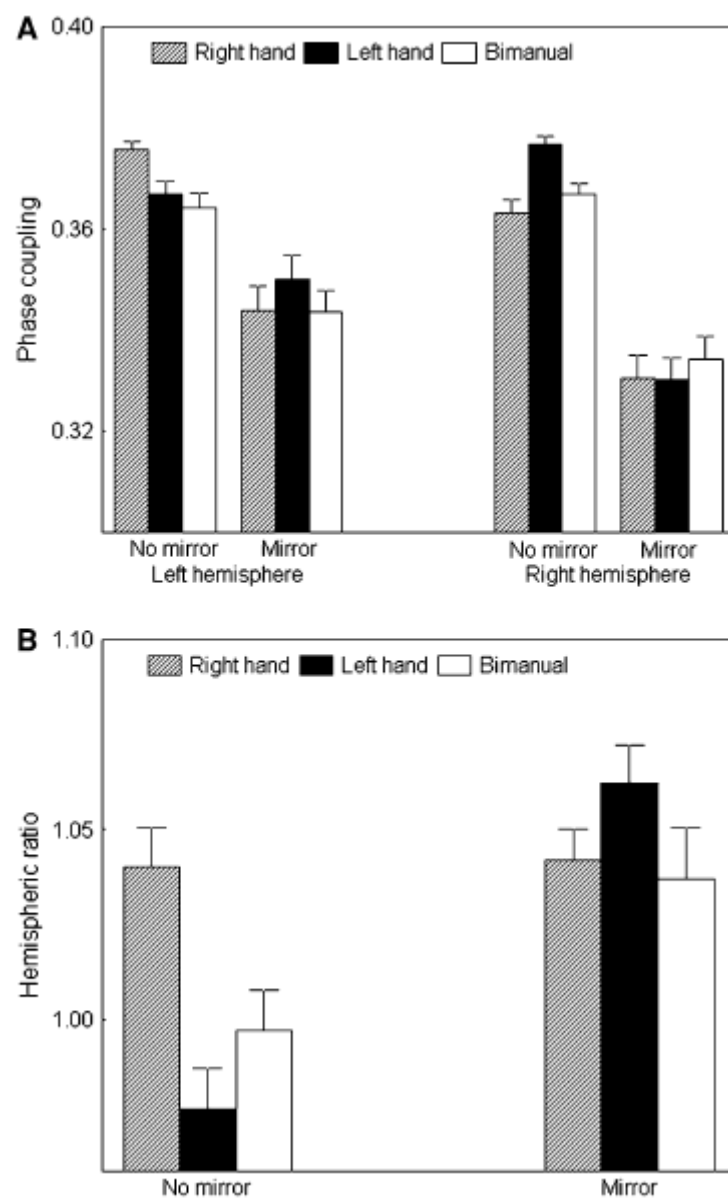 A
0.40
Right hand Left hand Bimanual
Phase coupling
0.36
0.32
No mirror Mirror No mirror Mirror
Left hemisphere Right hemisphere
B
1.10
Right hand Left hand Bimanual
Hemispheric ratio
1.05
1.00
No mirror Mirror